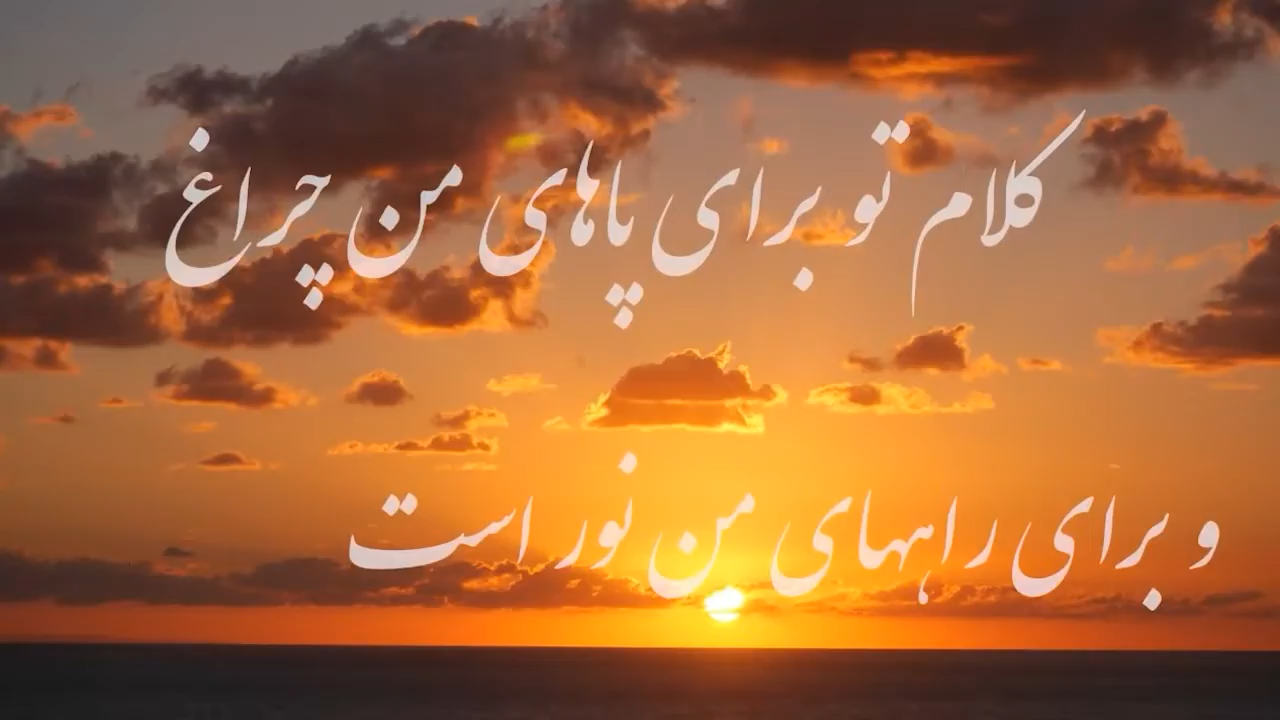 کلام تو برای پاهای من چراغ
و برای راههای من نور است